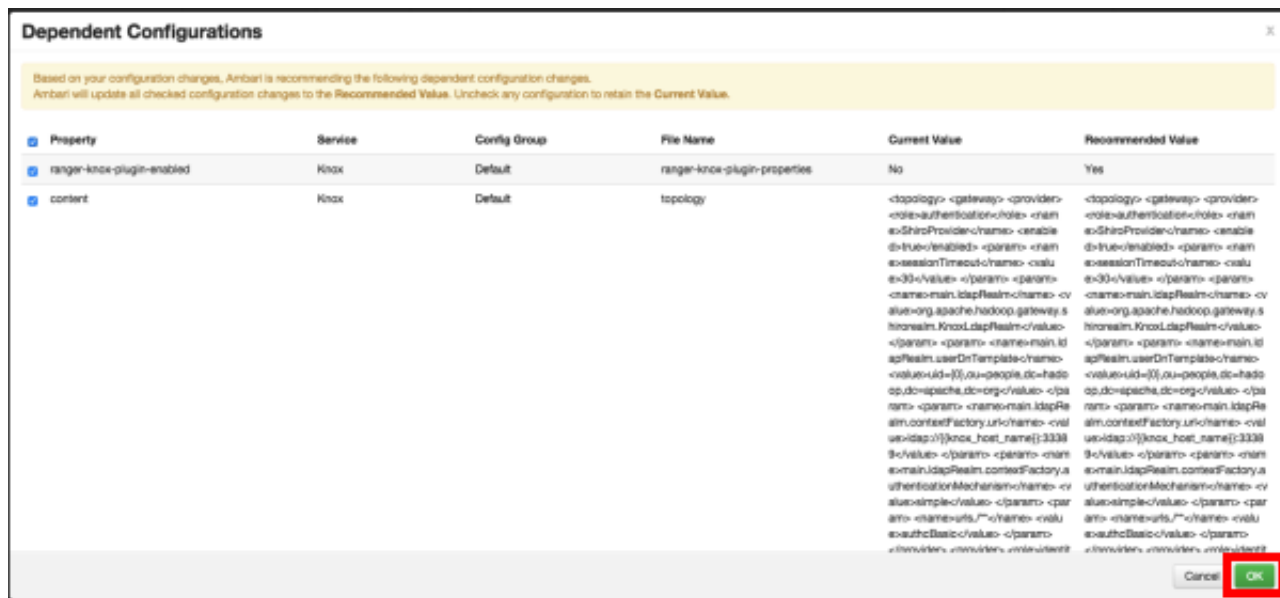 Dependent Configurations
x
Based on your configuration changes, Ambari is recommending the following dependent configuration changes.
Ambari will update all checked configuration changes to the Recommended Value. Uncheck any configuration to retain the Current Value.
Property Service Config Group File Name Current Value Recommended Value
ranger-knox-plugin-enabled Knox Default ranger-knox-plugin-properties No Yes
content Knox Default topology <topology> <gateway> <provider> <topology> <gateway> <provider>
<role>authentication</role> <nam <role>authentication</role> <nam
e>ShiroProvider</name> <enable e>ShiroProvider</name> <enable
d>true</enabled> <param> <nam d>true</enabled> <param> <nam
e>sessionTimeout</name> <valu e>sessionTimeout</name> <valu
e>30</value> </param> <param> e>30</value> </param> <param>
<name>main.ldapRealm</name> <v <name>main.ldapRealm</name> <v
alue>org.apache.hadoop.gateway.s alue>org.apache.hadoop.gateway.s
hirorealm.KnoxLdapRealm</value> hirorealm.KnoxLdapRealm</value>
</param> <param> <name>main.ld </param> <param> <name>main.ld
apRealm.userDnTemplate</name> apRealm.userDnTemplate</name>
<value>uid={0},ou=people,dc=hado <value>uid={0},ou=people,dc=hado
op,dc=apache,dc=org</value> </pa op,dc=apache,dc=org</value> </pa
ram> <param> <name>main.ldapRe ram> <param> <name>main.ldapRe
alm.contextFactory.url</name> <val alm.contextFactory.url</name> <val
ue>ldap://{{knox_host_name}}:3338 ue>ldap://{{knox_host_name}}:3338
9</value> </param> <param> <nam 9</value> </param> <param> <nam
e>main.ldapRealm.contextFactory.a e>main.ldapRealm.contextFactory.a
uthenticationMechanism</name> <v uthenticationMechanism</name> <v
alue>simple</value> </param> <par alue>simple</value> </param> <par
am> <name>urls./**</name> <valu am> <name>urls./**</name> <valu
e>authcBasic</value> </param> e>authcBasic</value> </param>
</provider> <provider> <role>identit </provider> <provider> <role>identit
Cancel OK